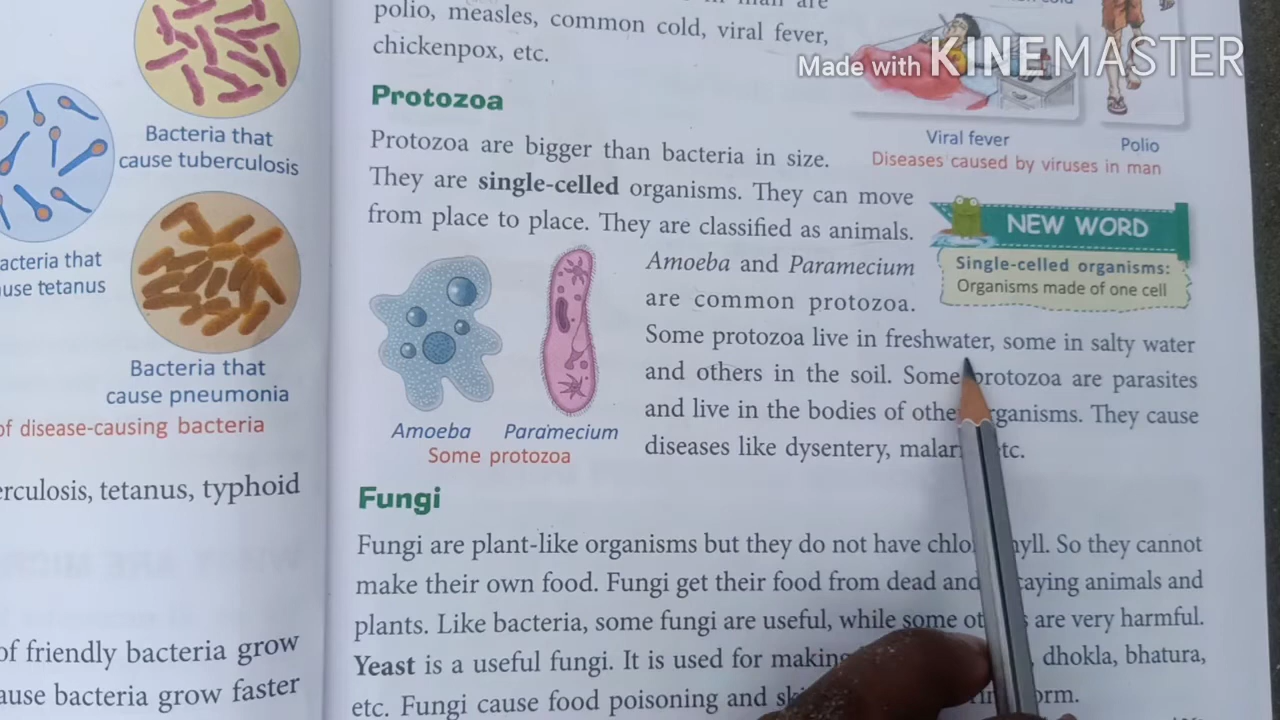 Bacteria that
cause tuberculosis
acteria that
use tetanus
Bacteria that
cause pneumonia
of disease-causing bacteria
erculosis, tetanus, typhoid
of friendly bacteria grow
ause bacteria grow faster
polio, measles, common cold, viral fever,
chickenpox, etc.
Made with KINEMASTER
Viral fever
Polio
Diseases caused by viruses in man
Protozoa
Protozoa are bigger than bacteria in size.
They are single-celled organisms. They can move
from place to place. They are classified as animals.
NEW WORD
Single-celled organisms:
Organisms made of one cell
Amoeba and Paramecium
are common protozoa.
Some protozoa live in freshwater, some in salty water
and others in the soil. Some protozoa are parasites
and live in the bodies of othe rganisms. They cause
diseases like dysentery, malar etc.
Amoeba
Paramecium
Some protozoa
Fungi
Fungi are plant-like organisms but they do not have chlo hyll. So they cannot
make their own food. Fungi get their food from dead and caying animals and
plants. Like bacteria, some fungi are useful, while some ot s are very harmful.
Yeast is a useful fungi. It is used for making dhokla, bhatura,
etc. Fungi cause food poisoning and orm.